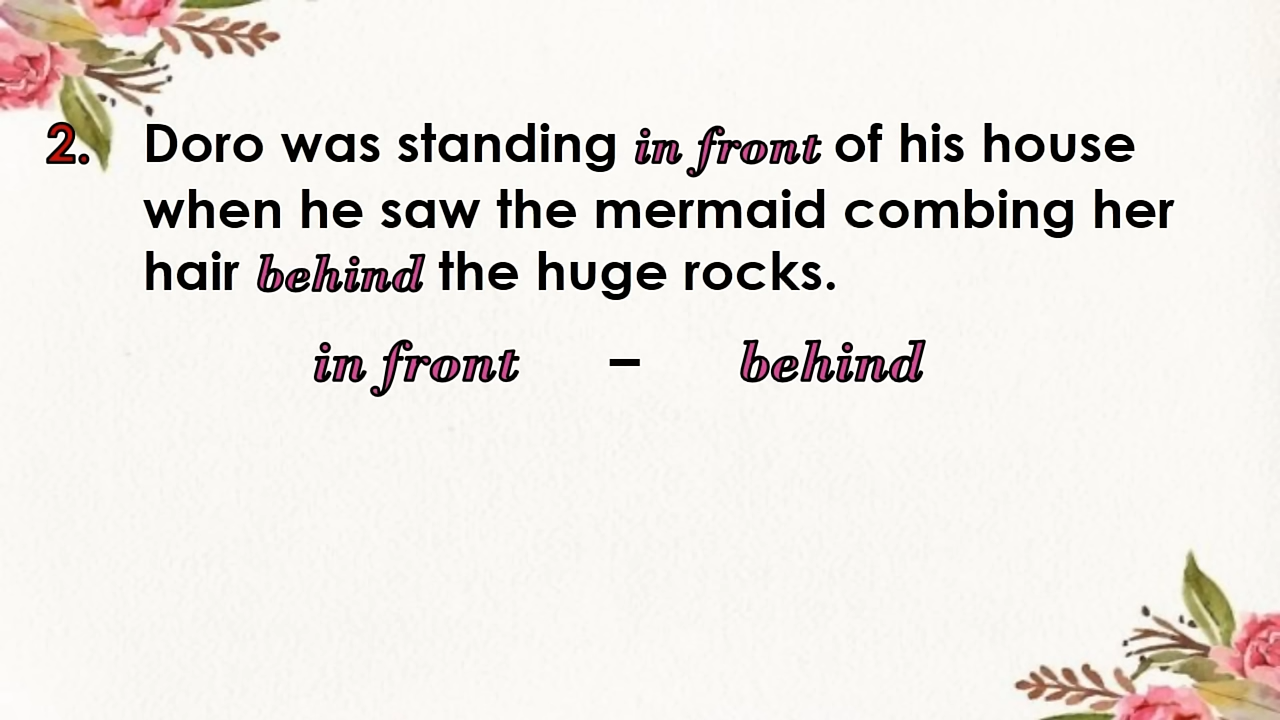 2. Doro was standing in front of his house
when he saw the mermaid combing her
hair behind the huge rocks.
in front – behind